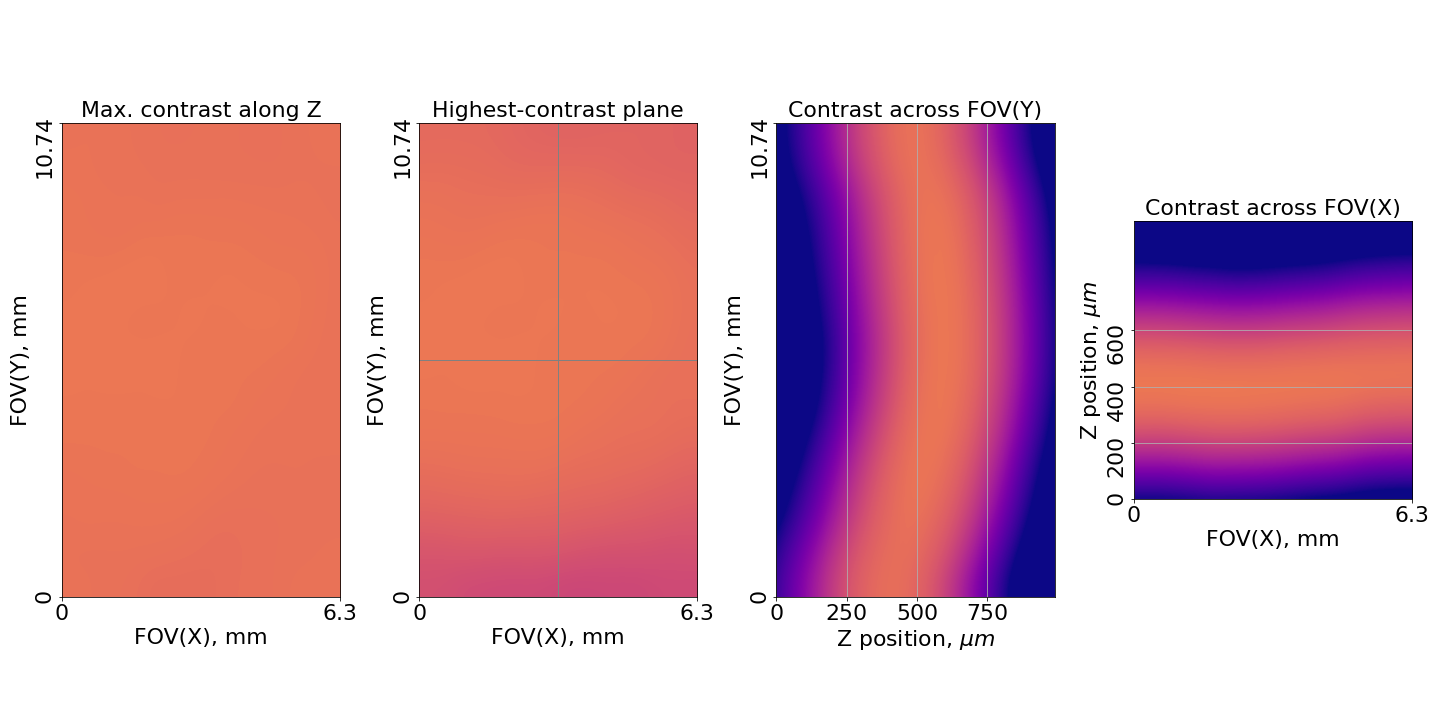 Max. contrast along Z
10.74
FOV(Y), mm
0
0
6.3
FOV(X), mm
Highest-contrast plane
10.74
FOV(Y), mm
0
0
6.3
FOV(X), mm
Contrast across FOV(Y)
10.74
FOV(Y), mm
0
0 250 500 750
Z position, μm
Contrast across FOV(X)
Z position, μm
600
400
200
0
0
6.3
FOV(X), mm